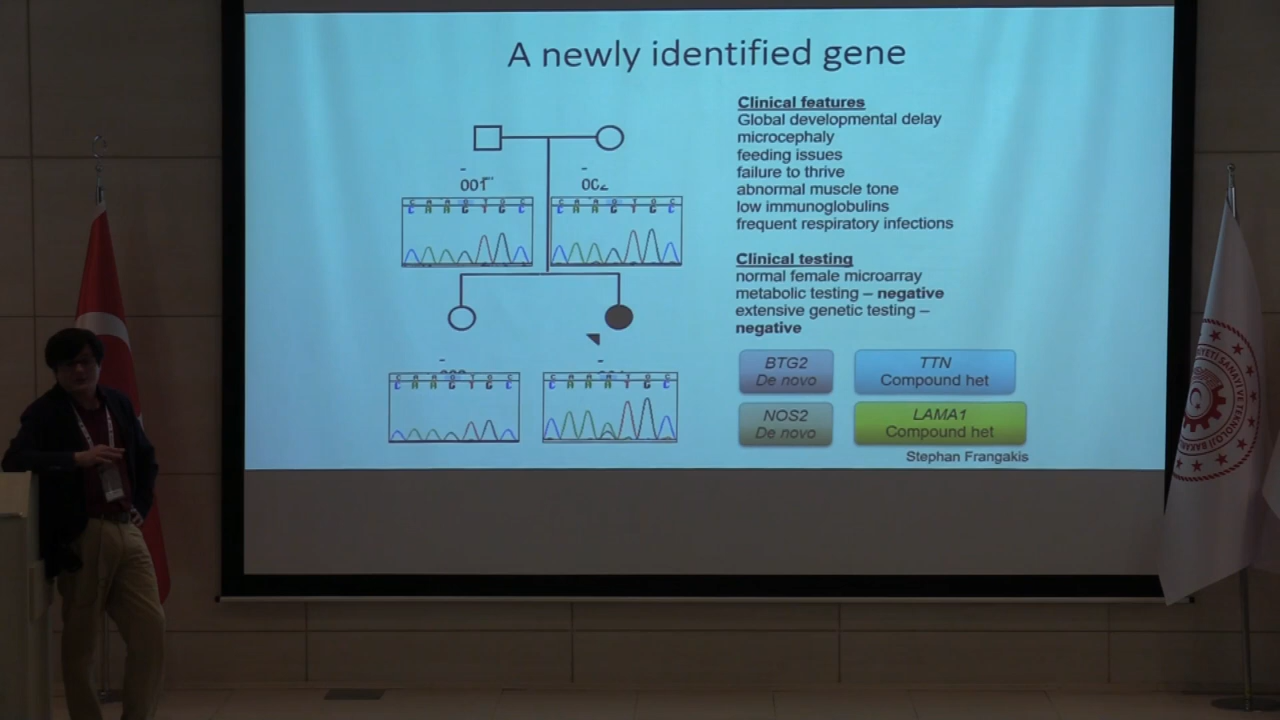 A newly identified gene
Clinical features
Global developmental delay
microcephaly
feeding issues
failure to thrive
abnormal muscle tone
low immunoglobulins
frequent respiratory infections
Clinical testing
normal female microarray
metabolic testing – negative
extensive genetic testing –
negative
001
C A A G T G C
C A A G T G C
C A A G T G C
BTG2
De novo
TTN
Compound het
NOS2
De novo
LAMA1
Compound het
Stephan Frangakis